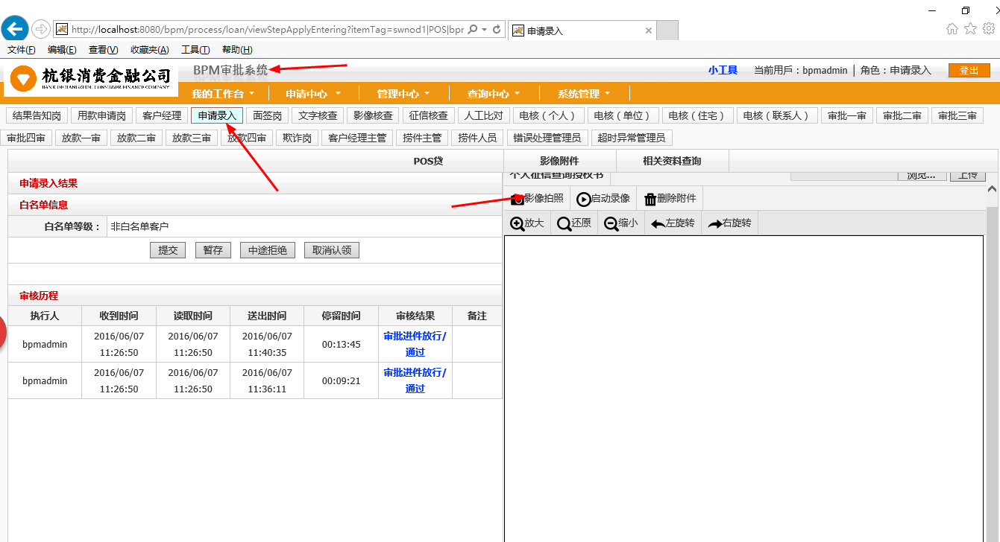 http://localhost:8080/bpm/process/loan/viewStepApplyEntering?itemTag=swnod1|POS|bpr
申请录入
文件(F) 编辑(E) 查看(V) 收藏夹(A) 工具(T) 帮助(H)
杭银消费金融公司
BANK OF HANGZHOU CONSUMER FINANCE COMPANY
BPM审批系统
小工具 当前用戶：bpmadmin | 角色：申请录入 登出
我的工作台 申请中心 管理中心 查询中心 系统管理
结果告知岗 用款申请岗 客户经理 申请录入 面签岗 文字核查 影像核查 征信核查 人工比对 电核（个人） 电核（单位） 电核（住宅） 电核（联系人） 审批一审 审批二审 审批三审
审批四审 放款一审 放款二审 放款三审 放款四审 欺诈岗 客户经理主管 捞件主管 捞件人员 错误处理管理员 超时异常管理员
POS贷 影像附件 相关资料查询
申请录入结果
个人征信查询授权书 浏览... 上传
白名单信息
影像拍照 启动录像 删除附件
白名单等级： 非白名单客户
放大 还原 缩小 左旋转 右旋转
提交 暂存 中途拒绝 取消认领
审核历程
执行人 收到时间 读取时间 送出时间 停留时间 审核结果 备注
bpmadmin 2016/06/07 11:26:50 2016/06/07 11:26:50 2016/06/07 11:40:35 00:13:45 审批进件放行/通过
bpmadmin 2016/06/07 11:26:50 2016/06/07 11:26:50 2016/06/07 11:36:11 00:09:21 审批进件放行/通过